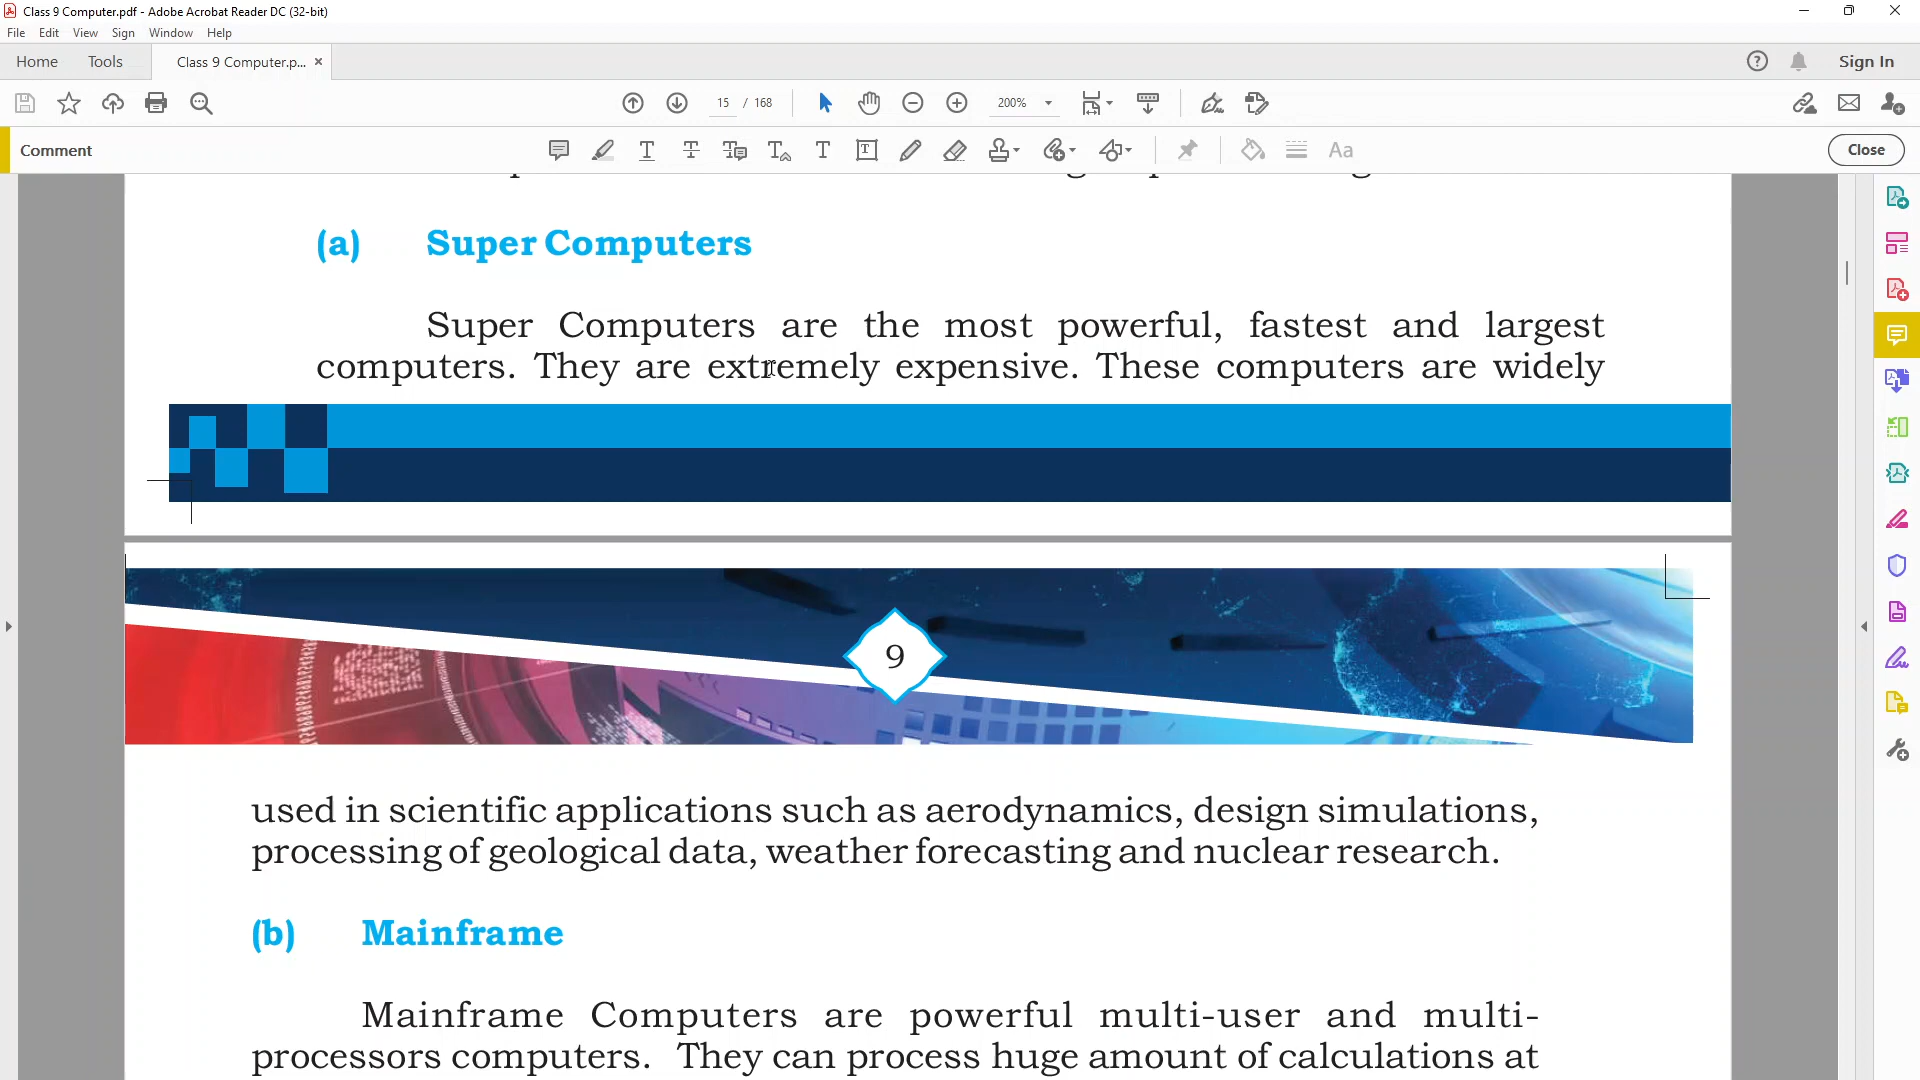 Class 9 Computer.pdf - Adobe Acrobat Reader DC (32-bit)
File Edit View Sign Window Help
Home Tools Class 9 Computer.p... Sign In
15 / 168 200%
Comment Close
(a) Super Computers
Super Computers are the most powerful, fastest and largest
computers. They are extremely expensive. These computers are widely
9
used in scientific applications such as aerodynamics, design simulations,
processing of geological data, weather forecasting and nuclear research.
(b) Mainframe
Mainframe Computers are powerful multi-user and multi-
processors computers. They can process huge amount of calculations at